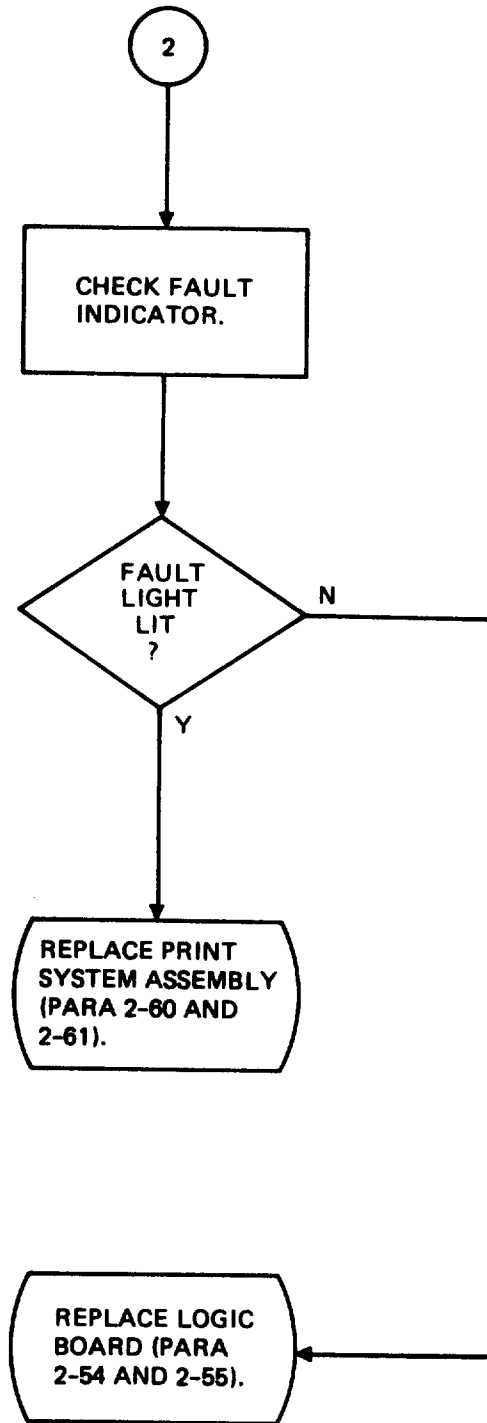 2
CHECK FAULT
INDICATOR.
FAULT
LIGHT
LIT
?
N
Y
REPLACE PRINT
SYSTEM ASSEMBLY
(PARA 2-60 AND
2-61).
REPLACE LOGIC
BOARD (PARA
2-54 AND 2-55).